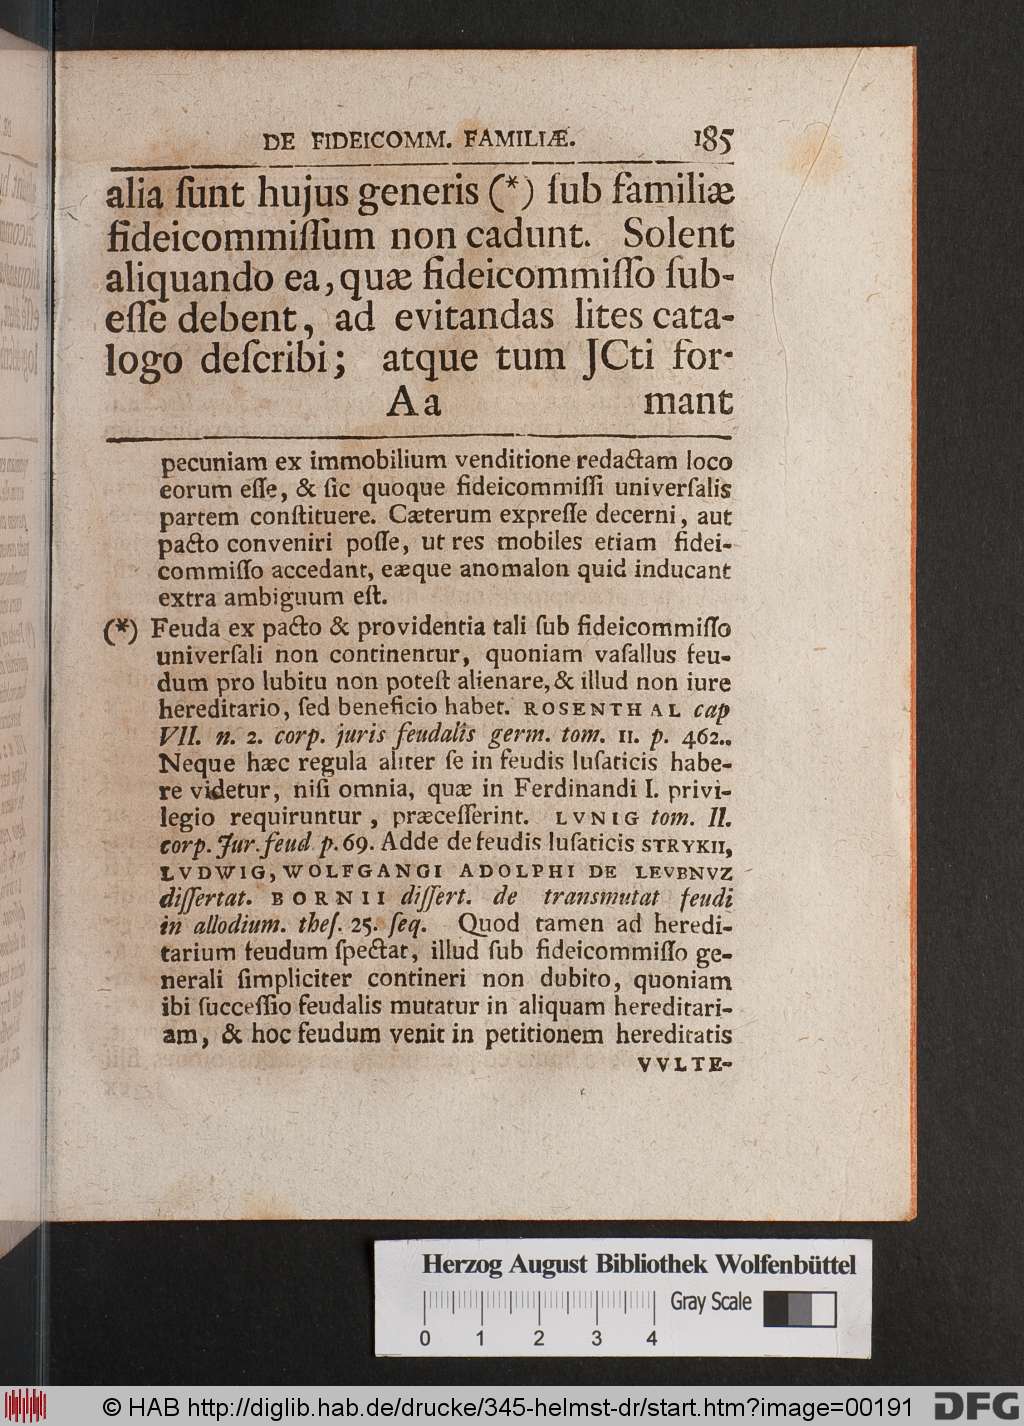 DE FIDEICOMM. FAMILIÆ. 185
alia ſunt hujus generis (*) ſub familiæ
fideicommiſſum non cadunt. Solent
aliquando ea, quæ fideicommiſſo ſub-
eſſe debent, ad evitandas lites cata-
logo deſcribi; atque tum JCti for-
Aa mant
pecuniam ex immobilium venditione redactam loco
eorum eſſe, & ſic quoque fideicommiſſi univerſalis
partem conſtituere. Cæterum expreſſe decerni, aut
pacto conveniri poſſe, ut res mobiles etiam fidei-
commiſſo accedant, eæque anomalon quid inducant
extra ambiguum eſt.
(*) Feuda ex pacto & providentia tali ſub fideicommiſſo
univerſali non continentur, quoniam vaſallus feu-
dum pro lubitu non poteſt alienare, & illud non iure
hereditario, ſed beneficio habet. ROSENTHAL cap
VII. n. 2. corp. juris feudalis germ. tom. II. p. 462..
Neque hæc regula aliter ſe in feudis luſaticis habe-
re videtur, niſi omnia, quæ in Ferdinandi I. privi-
legio requiruntur, præceſſerint. LVNIG tom. II.
corp. Jur. feud p. 69. Adde de feudis luſaticis STRYKII,
LVDWIG, WOLFGANGI ADOLPHI DE LEVBNVZ
diſſertat. BORNII diſſert. de transmutat feudi
in allodium. theſ. 25. ſeq. Quod tamen ad heredi-
tarium feudum ſpectat, illud ſub fideicommiſſo ge-
nerali ſimpliciter contineri non dubito, quoniam
ibi ſucceſſio feudalis mutatur in aliquam hereditari-
am, & hoc feudum venit in petitionem hereditatis
VVLTE-
Herzog August Bibliothek Wolfenbüttel
Gray Scale
0 1 2 3 4
© HAB http://diglib.hab.de/drucke/345-helmst-dr/start.htm?image=00191
DFG